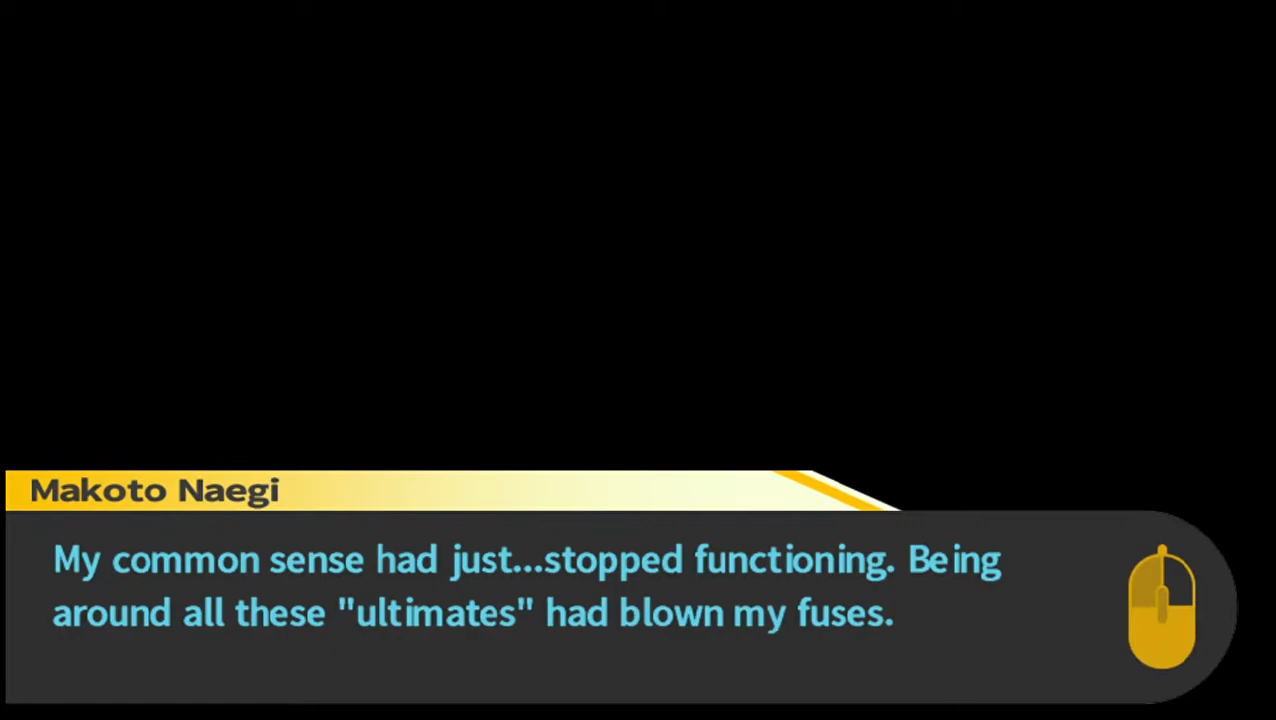 Makoto Naegi
My common sense had just...stopped functioning. Being
around all these "ultimates" had blown my fuses.